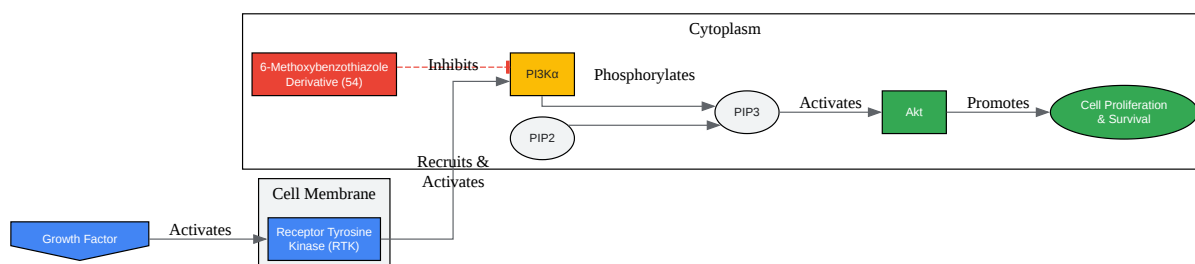 Cytoplasm
6-Methoxybenzothiazole
Derivative (54)
Inhibits
PI3Kα
Phosphorylates
PIP2
PIP3
Activates
Akt
Promotes
Cell Proliferation
& Survival
Recruits &
Activates
Cell Membrane
Growth Factor
Activates
Receptor Tyrosine
Kinase (RTK)